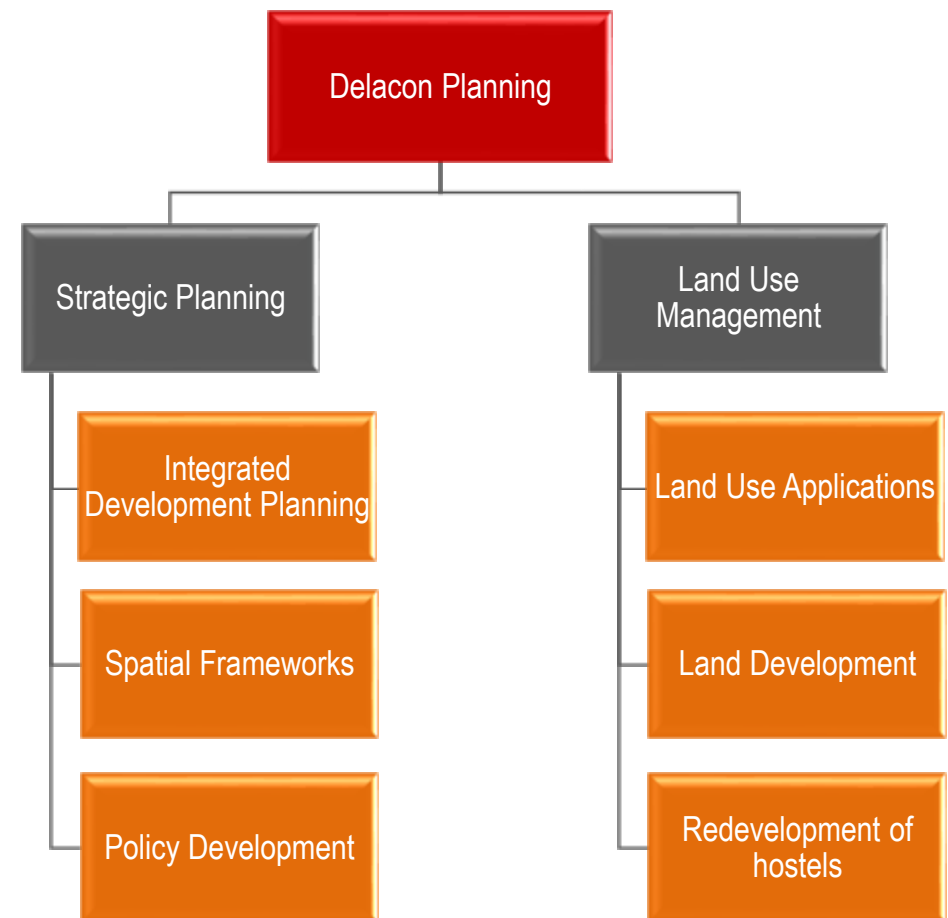 Delacon Planning
Strategic Planning
Land Use
Management
Integrated
Development Planning
Land Use Applications
Spatial Frameworks
Land Development
Policy Development
Redevelopment of
hostels